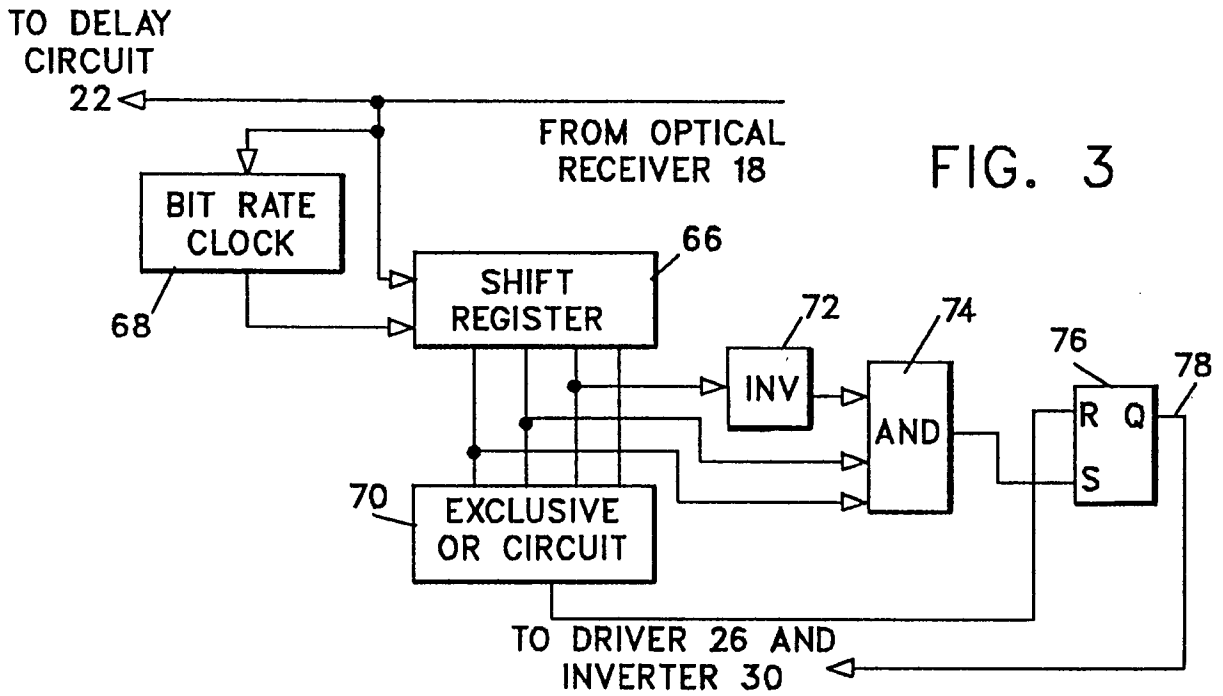 TO DELAY
CIRCUIT
22
FROM OPTICAL
RECEIVER 18
FIG. 3
BIT RATE
CLOCK
68
66
SHIFT
REGISTER
72
INV
74
AND
76
78
R Q
S
70
EXCLUSIVE
OR CIRCUIT
TO DRIVER 26 AND
INVERTER 30